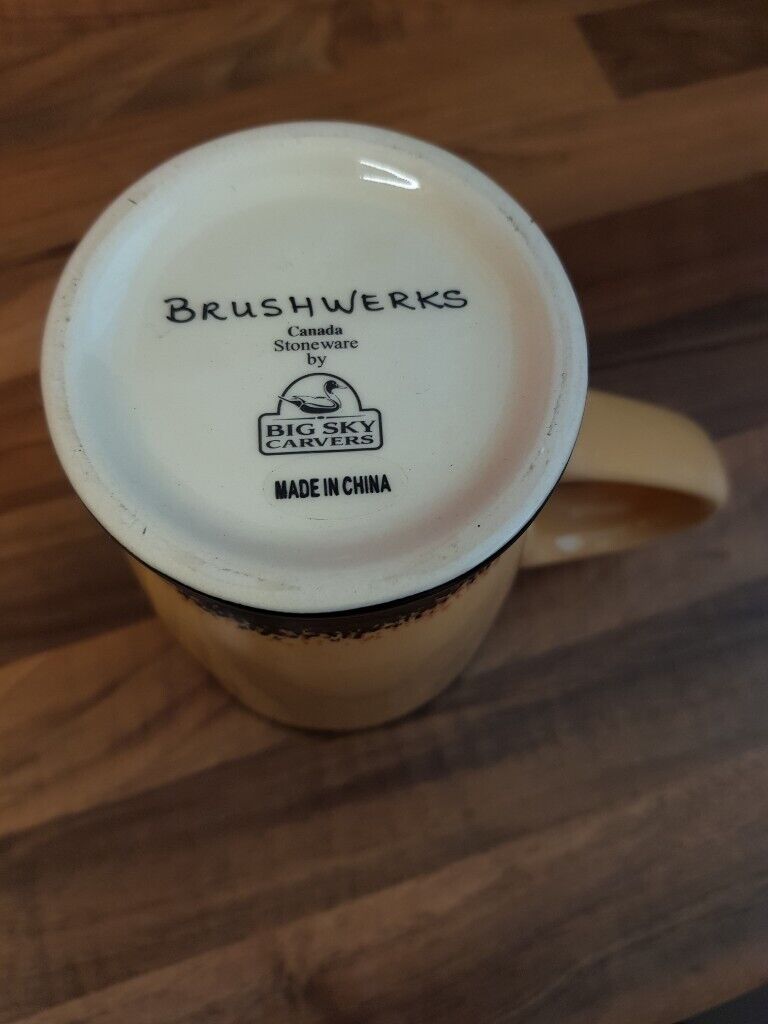 BRUSHWERKS
Canada
Stoneware
by
BIG SKY
CARVERS
MADE IN CHINA